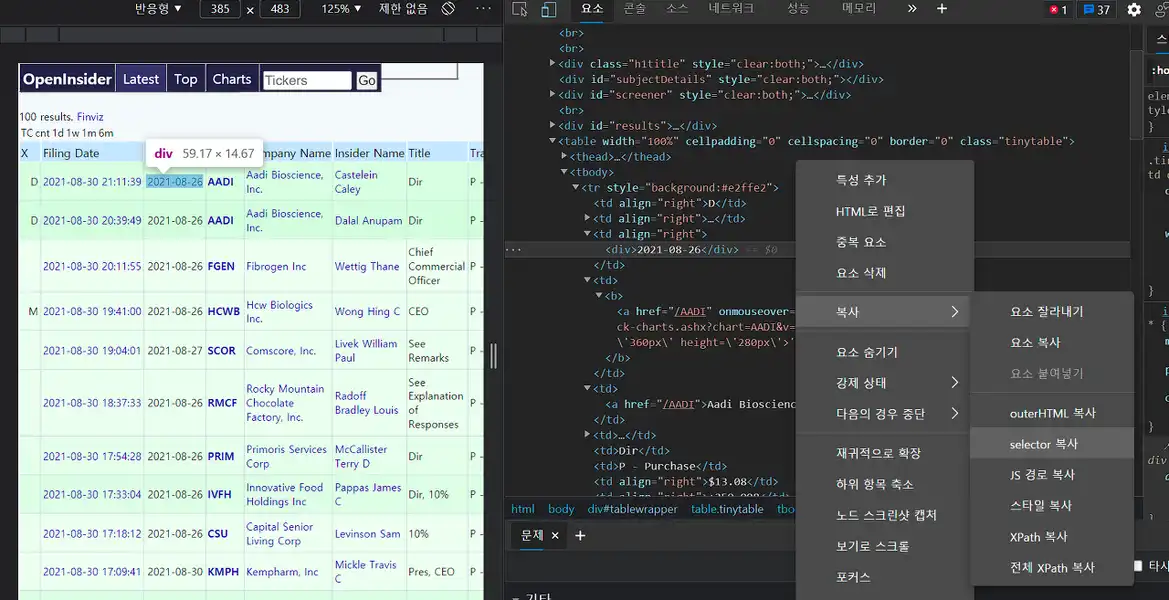 반응형 ▼ 385 × 483 125% ▼ 제한 없음 ···
OpenInsider Latest Top Charts Tickers Go
100 results. Finviz
TC cnt 1d 1w 1m 6m
div 59.17 × 14.67
X Filing Date mpany Name Insider Name Title Tra
D 2021-08-30 21:11:39 2021-08-26 AADI Aadi Bioscience, Inc. Castelein Caley Dir P -
D 2021-08-30 20:39:49 2021-08-26 AADI Aadi Bioscience, Inc. Dalal Anupam Dir P -
2021-08-30 20:11:55 2021-08-26 FGEN Fibrogen Inc Wettig Thane Chief Commercial Officer P -
M 2021-08-30 19:41:00 2021-08-26 HCWB Hcw Biologics Inc. Wong Hing C CEO P -
2021-08-30 19:04:01 2021-08-27 SCOR Comscore, Inc. Livek William Paul See Remarks P -
2021-08-30 18:37:33 2021-08-26 RMCF Rocky Mountain Chocolate Factory, Inc. Radoff Bradley Louis See Explanation of Responses P -
2021-08-30 17:54:28 2021-08-26 PRIM Primoris Services Corp McCallister Terry D Dir P -
2021-08-30 17:33:04 2021-08-26 IVFH Innovative Food Holdings Inc Pappas James C Dir, 10% P -
2021-08-30 17:18:12 2021-08-26 CSU Capital Senior Living Corp Levinson Sam 10% P -
2021-08-30 17:09:41 2021-08-30 KMPH Kempharm, Inc Mickle Travis C Pres, CEO P -
요소 콘솔 소스 네트워크 성능 메모리 » + 1 37
<br>
<br>
<div class="h1title" style="clear:both;">…</div>
<div id="subjectDetails" style="clear:both;"></div>
<div id="screener" style="clear:both;">…</div>
<br>
<div id="results">…</div>
<table width="100%" cellpadding="0" cellspacing="0" border="0" class="tinytable">
<thead>…</thead>
<tbody>
<tr style="background:#e2ffe2">
<td align="right">D</td>
<td align="right">…</td>
<td align="right">
<div>2021-08-26</div> == $0
</td>
<td>
<b>
<a href="/AADI" onmouseover=
ck-charts.ashx?chart=AADI&v=
\'360px\' height=\'280px\'>'
</b>
</td>
<td>
<a href="/AADI">Aadi Bioscienc
</td>
<td>…</td>
<td>Dir</td>
<td>P - Purchase</td>
<td align="right">$13.08</td>
html body div#tablewrapper table.tinytable tbo
문제 × +
기타
특성 추가
HTML로 편집
중복 요소
요소 삭제
복사
요소 숨기기
강제 상태
다음의 경우 중단
재귀적으로 확장
하위 항목 축소
노드 스크린샷 캡처
보기로 스크롤
포커스
요소 잘라내기
요소 복사
요소 붙여넣기
outerHTML 복사
selector 복사
JS 경로 복사
스타일 복사
XPath 복사
전체 XPath 복사
스
:ho
타시